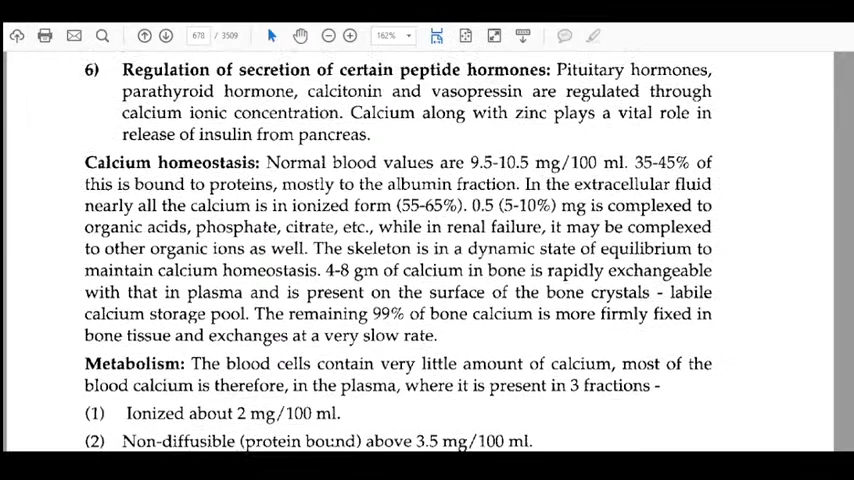 678 / 3509
162%
6) Regulation of secretion of certain peptide hormones: Pituitary hormones,
parathyroid hormone, calcitonin and vasopressin are regulated through
calcium ionic concentration. Calcium along with zinc plays a vital role in
release of insulin from pancreas.
Calcium homeostasis: Normal blood values are 9.5-10.5 mg/100 ml. 35-45% of
this is bound to proteins, mostly to the albumin fraction. In the extracellular fluid
nearly all the calcium is in ionized form (55-65%). 0.5 (5-10%) mg is complexed to
organic acids, phosphate, citrate, etc., while in renal failure, it may be complexed
to other organic ions as well. The skeleton is in a dynamic state of equilibrium to
maintain calcium homeostasis. 4-8 gm of calcium in bone is rapidly exchangeable
with that in plasma and is present on the surface of the bone crystals - labile
calcium storage pool. The remaining 99% of bone calcium is more firmly fixed in
bone tissue and exchanges at a very slow rate.
Metabolism: The blood cells contain very little amount of calcium, most of the
blood calcium is therefore, in the plasma, where it is present in 3 fractions -
(1) Ionized about 2 mg/100 ml.
(2) Non-diffusible (protein bound) above 3.5 mg/100 ml.